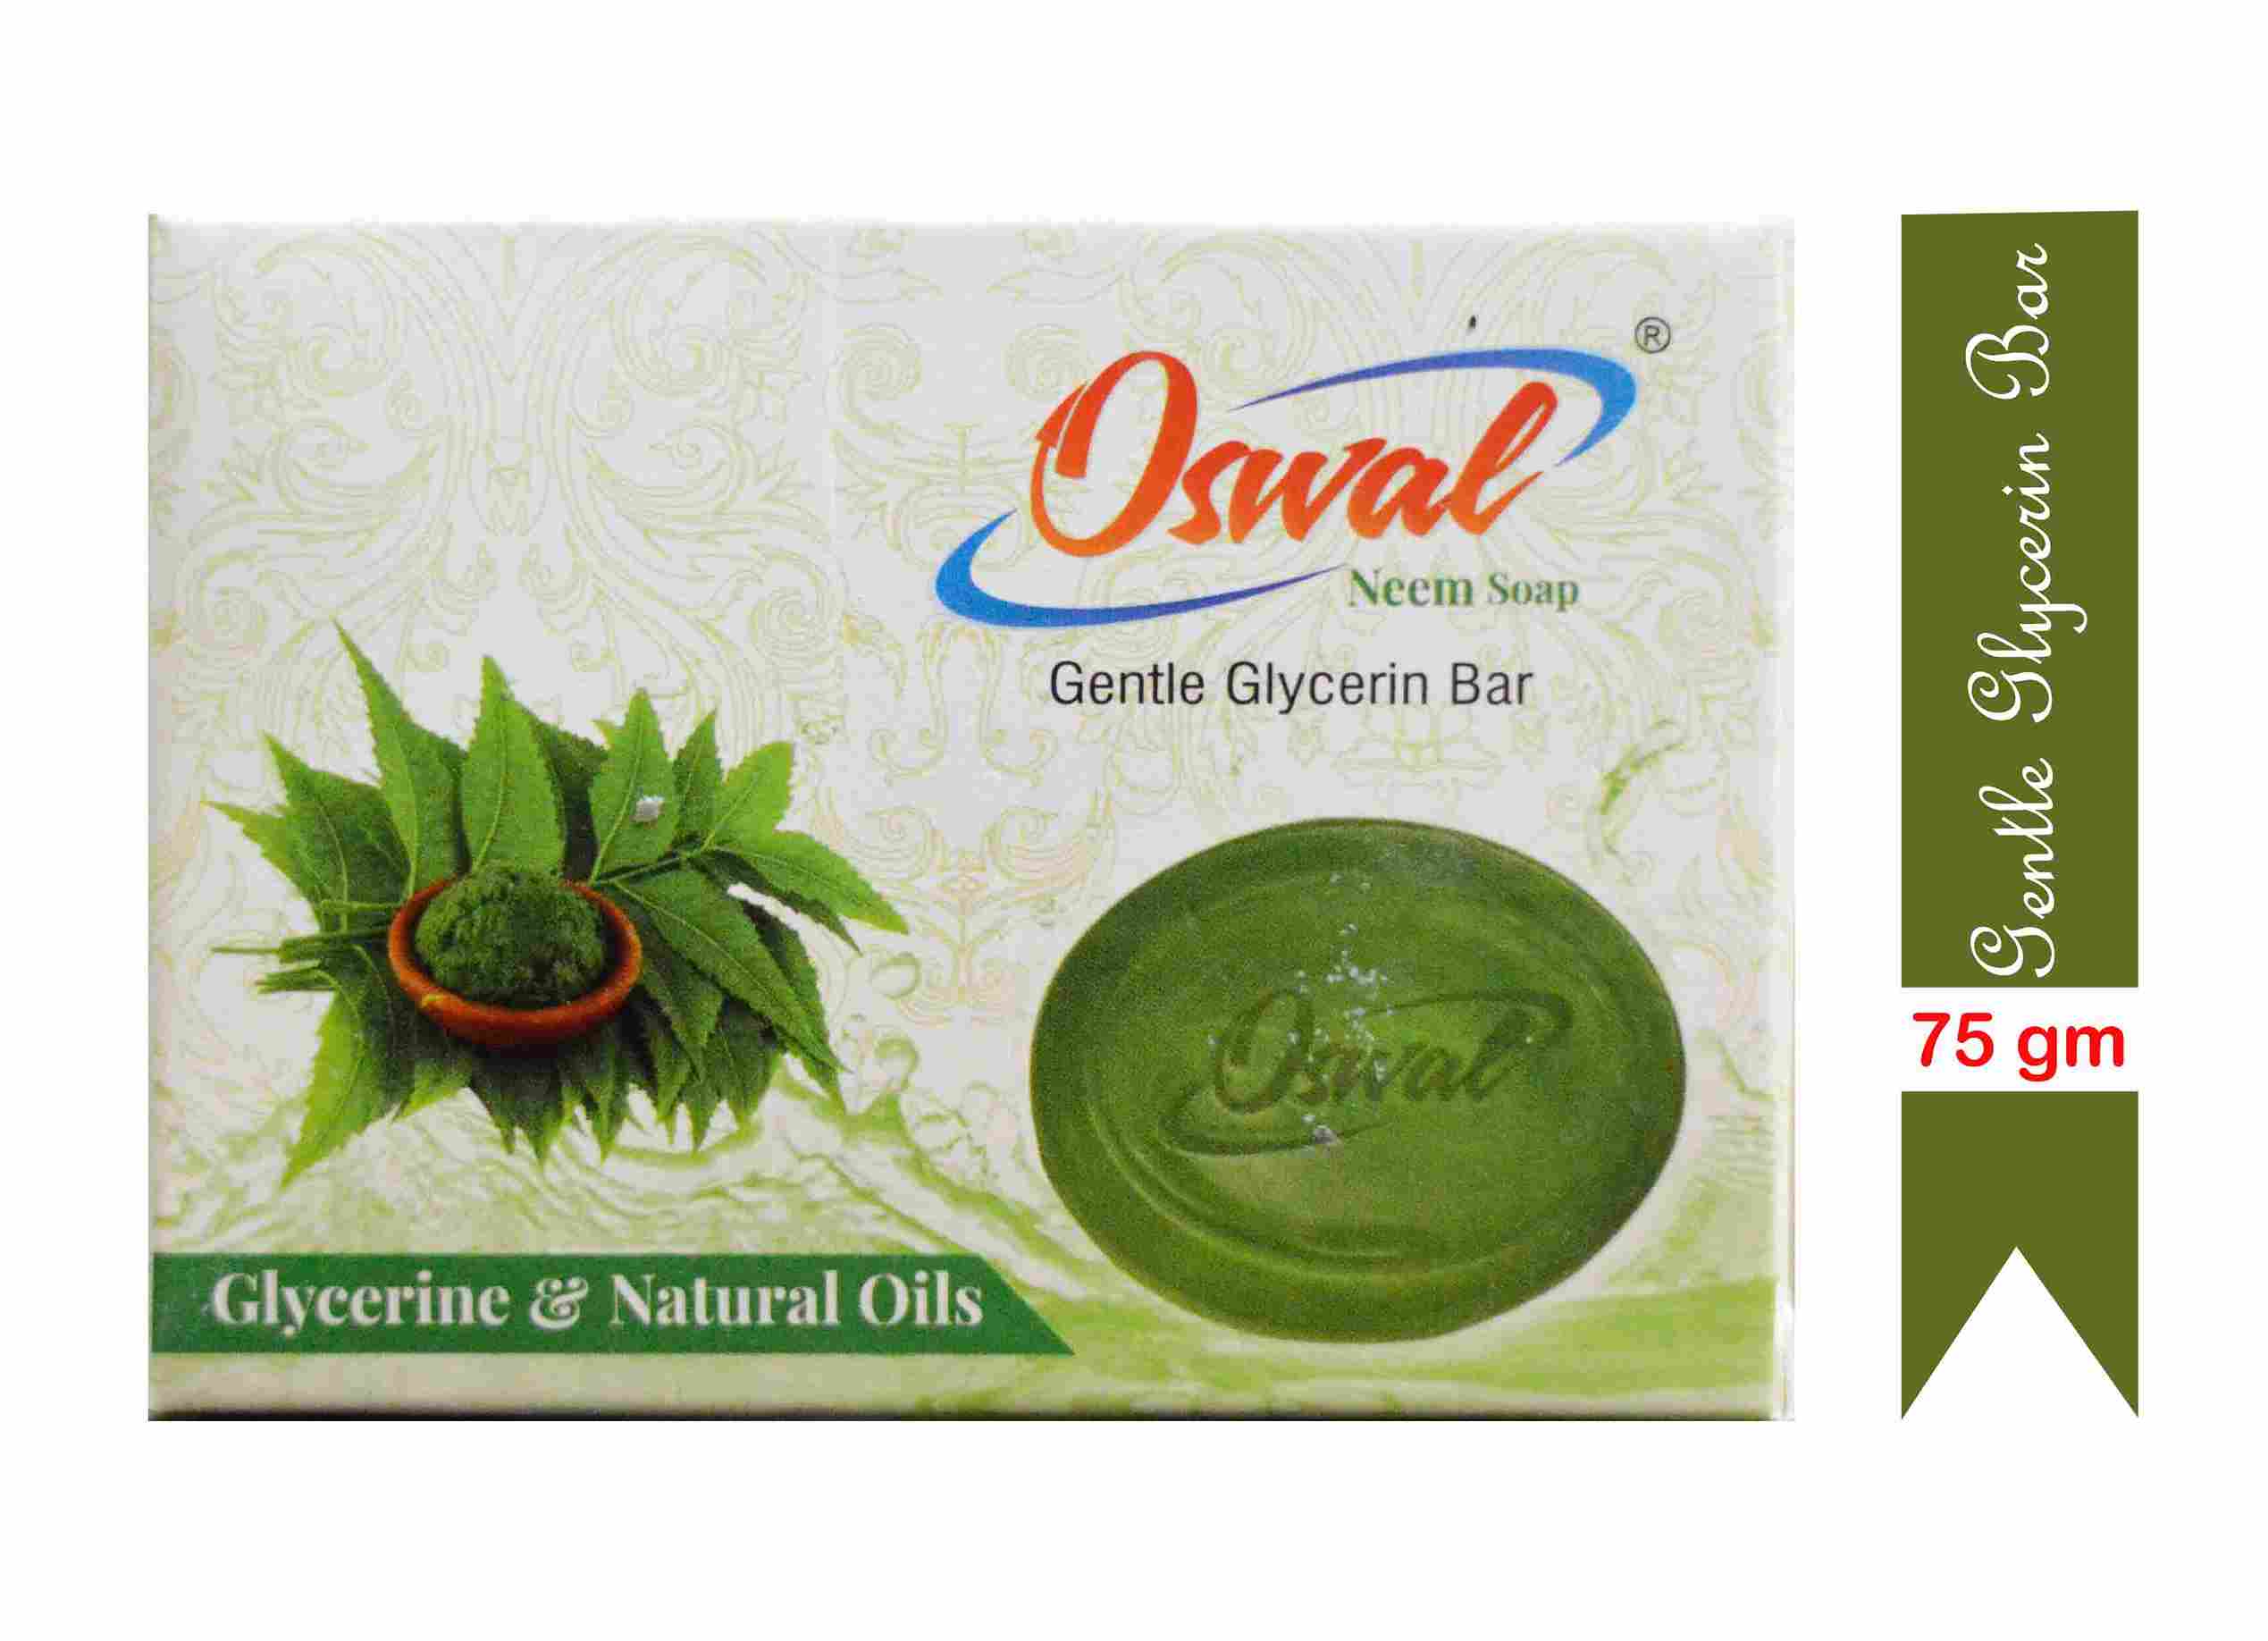 Oswal ®
Neem Soap
Gentle Glycerin Bar
Oswal
Glycerine & Natural Oils
Gentle Glycerin Bar
75 gm